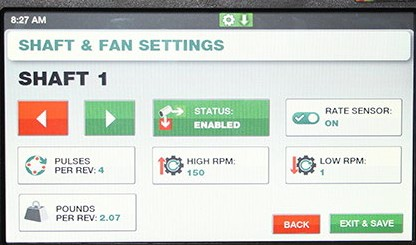 8:27 AM
SHAFT & FAN SETTINGS
SHAFT 1
STATUS:
ENABLED
RATE SENSOR:
ON
PULSES
PER REV: 4
HIGH RPM:
150
LOW RPM:
1
POUNDS
PER REV: 2.07
BACK
EXIT & SAVE